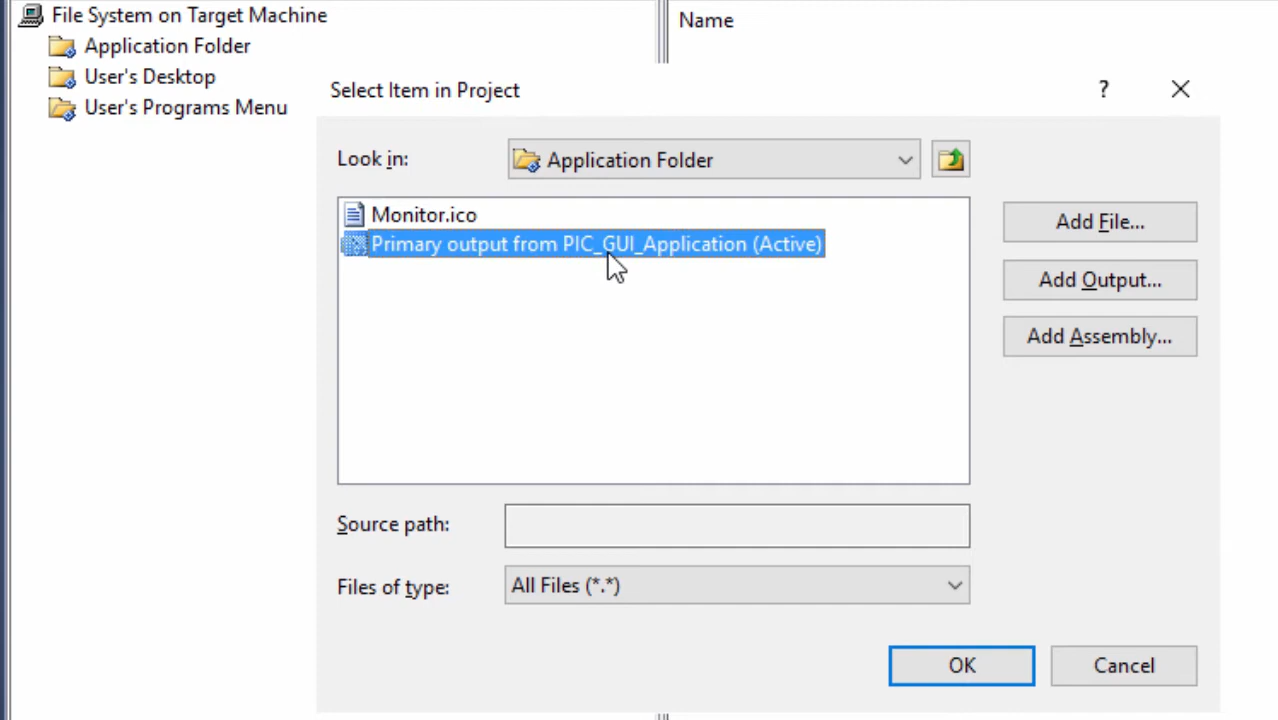 File System on Target Machine
Application Folder
User's Desktop
User's Programs Menu
Name
Select Item in Project
?
Look in:
Application Folder
Monitor.ico
Primary output from PIC_GUI_Application (Active)
Add File...
Add Output...
Add Assembly...
Source path:
Files of type:
All Files (*.*)
OK
Cancel